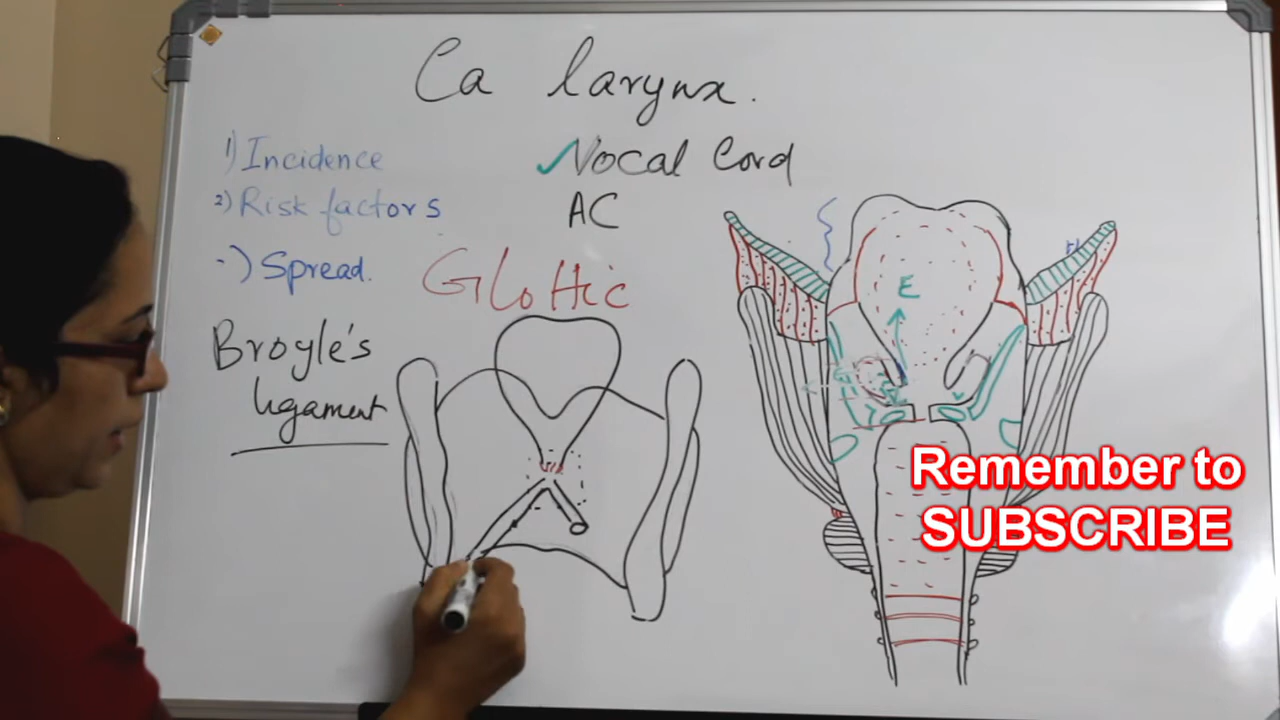 Ca larynx.
1) Incidence
2) Risk factors
-) Spread.
Vocal Cord
AC
Glottic
Broyle's
ligament
E
Remember to
SUBSCRIBE